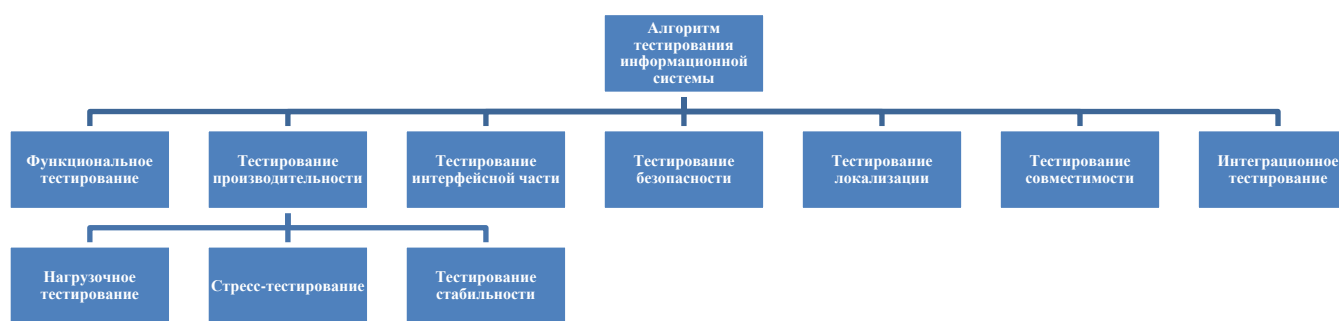 Алгоритм
тестирования
информационной
системы
Функциональное
тестирование
Тестирование
производительности
Тестирование
интерфейсной части
Тестирование
безопасности
Тестирование
локализации
Тестирование
совместимости
Интеграционное
тестирование
Нагрузочное
тестирование
Стресс-тестирование
Тестирование
стабильности